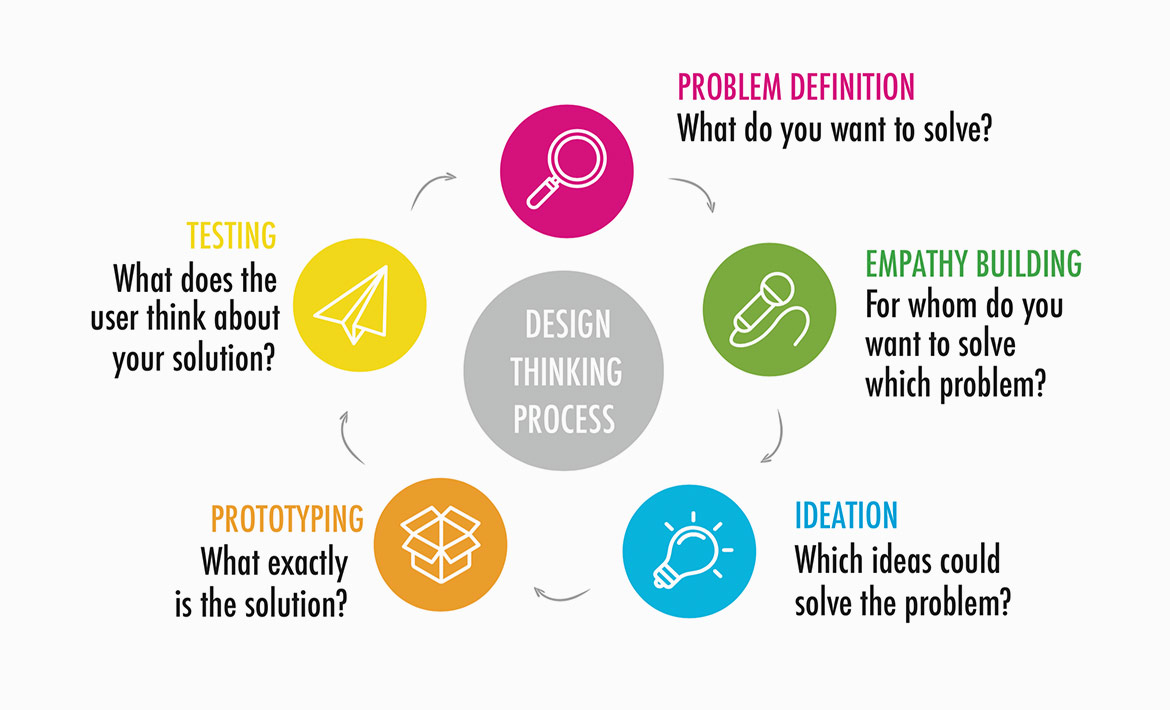 PROBLEM DEFINITION
What do you want to solve?
EMPATHY BUILDING
For whom do you
want to solve
which problem?
IDEATION
Which ideas could
solve the problem?
PROTOTYPING
What exactly
is the solution?
TESTING
What does the
user think about
your solution?
DESIGN
THINKING
PROCESS